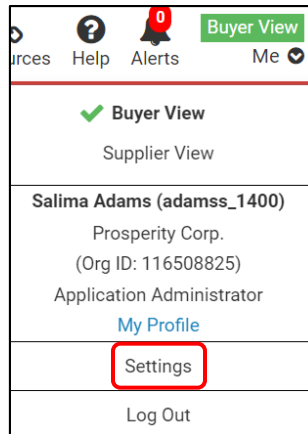 0
Buyer View
Help Alerts Me
Buyer View
Supplier View
Salima Adams (adamss_1400)
Prosperity Corp.
(Org ID: 116508825)
Application Administrator
My Profile
Settings
Log Out